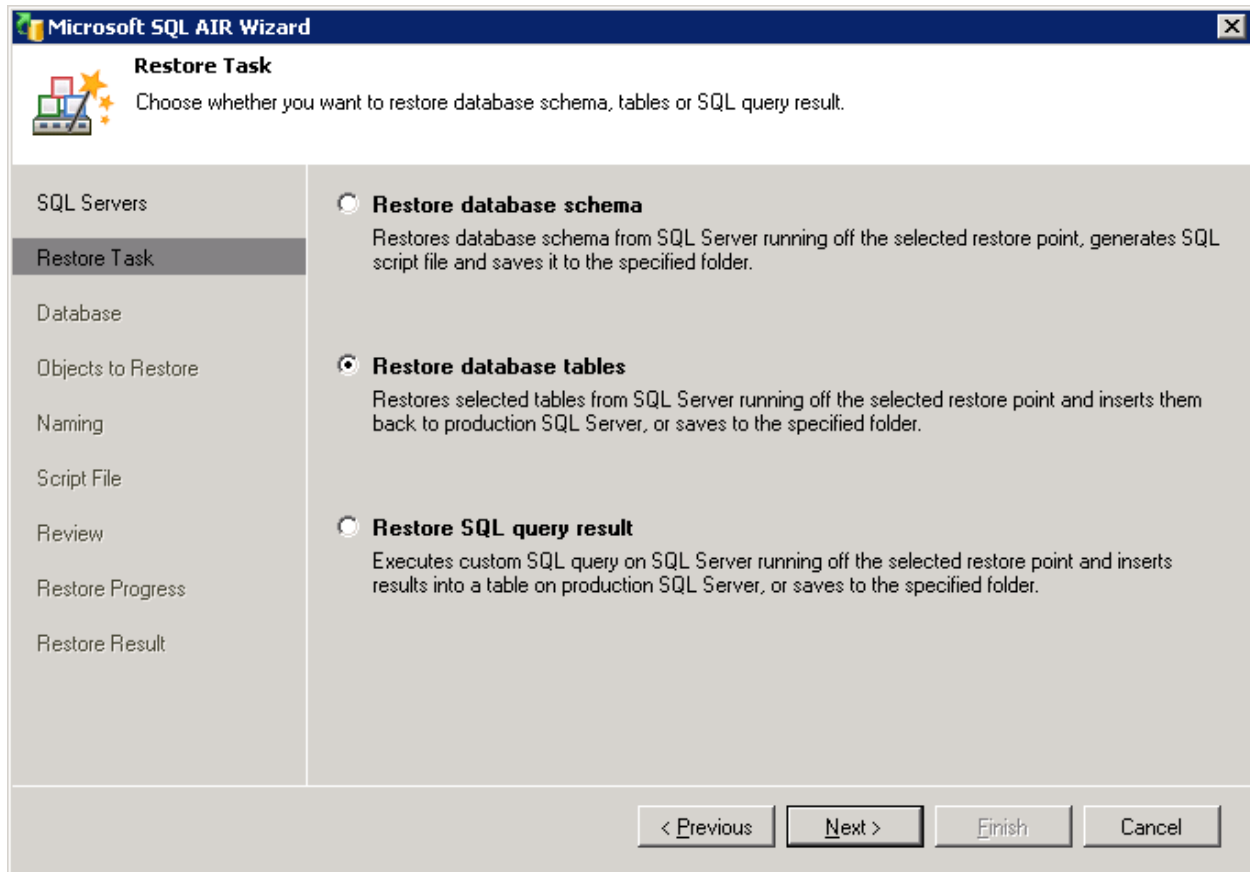 Microsoft SQL AIR Wizard
Restore Task
Choose whether you want to restore database schema, tables or SQL query result.
SQL Servers
Restore Task
Database
Objects to Restore
Naming
Script File
Review
Restore Progress
Restore Result
Restore database schema
Restores database schema from SQL Server running off the selected restore point, generates SQL
script file and saves it to the specified folder.
Restore database tables
Restores selected tables from SQL Server running off the selected restore point and inserts them
back to production SQL Server, or saves to the specified folder.
Restore SQL query result
Executes custom SQL query on SQL Server running off the selected restore point and inserts
results into a table on production SQL Server, or saves to the specified folder.
< Previous
Next >
Finish
Cancel